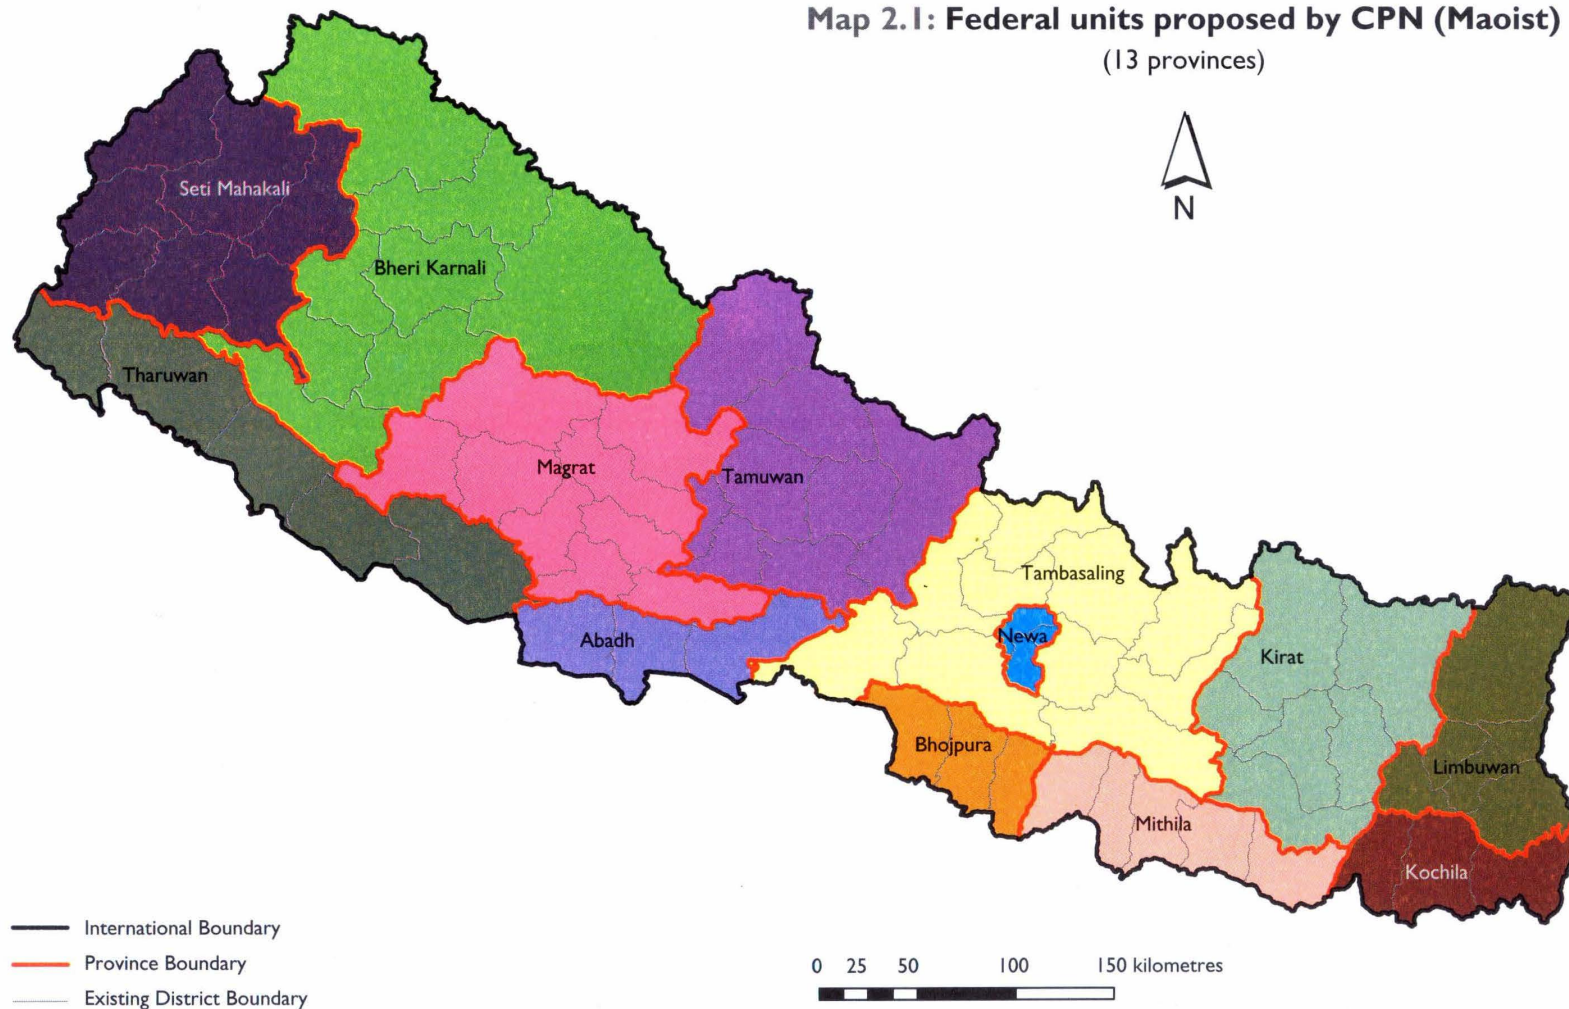 Map 2.1: Federal units proposed by CPN (Maoist)
(13 provinces)
N
Seti Mahakali
Bheri Karnali
Tharuwan
Magrat
Tamuwan
Tambasaling
Abadh
Newa
Kirat
Bhojpura
Limbuwan
Mithila
Kochila
International Boundary
Province Boundary
Existing District Boundary
0 25 50 100 150 kilometres